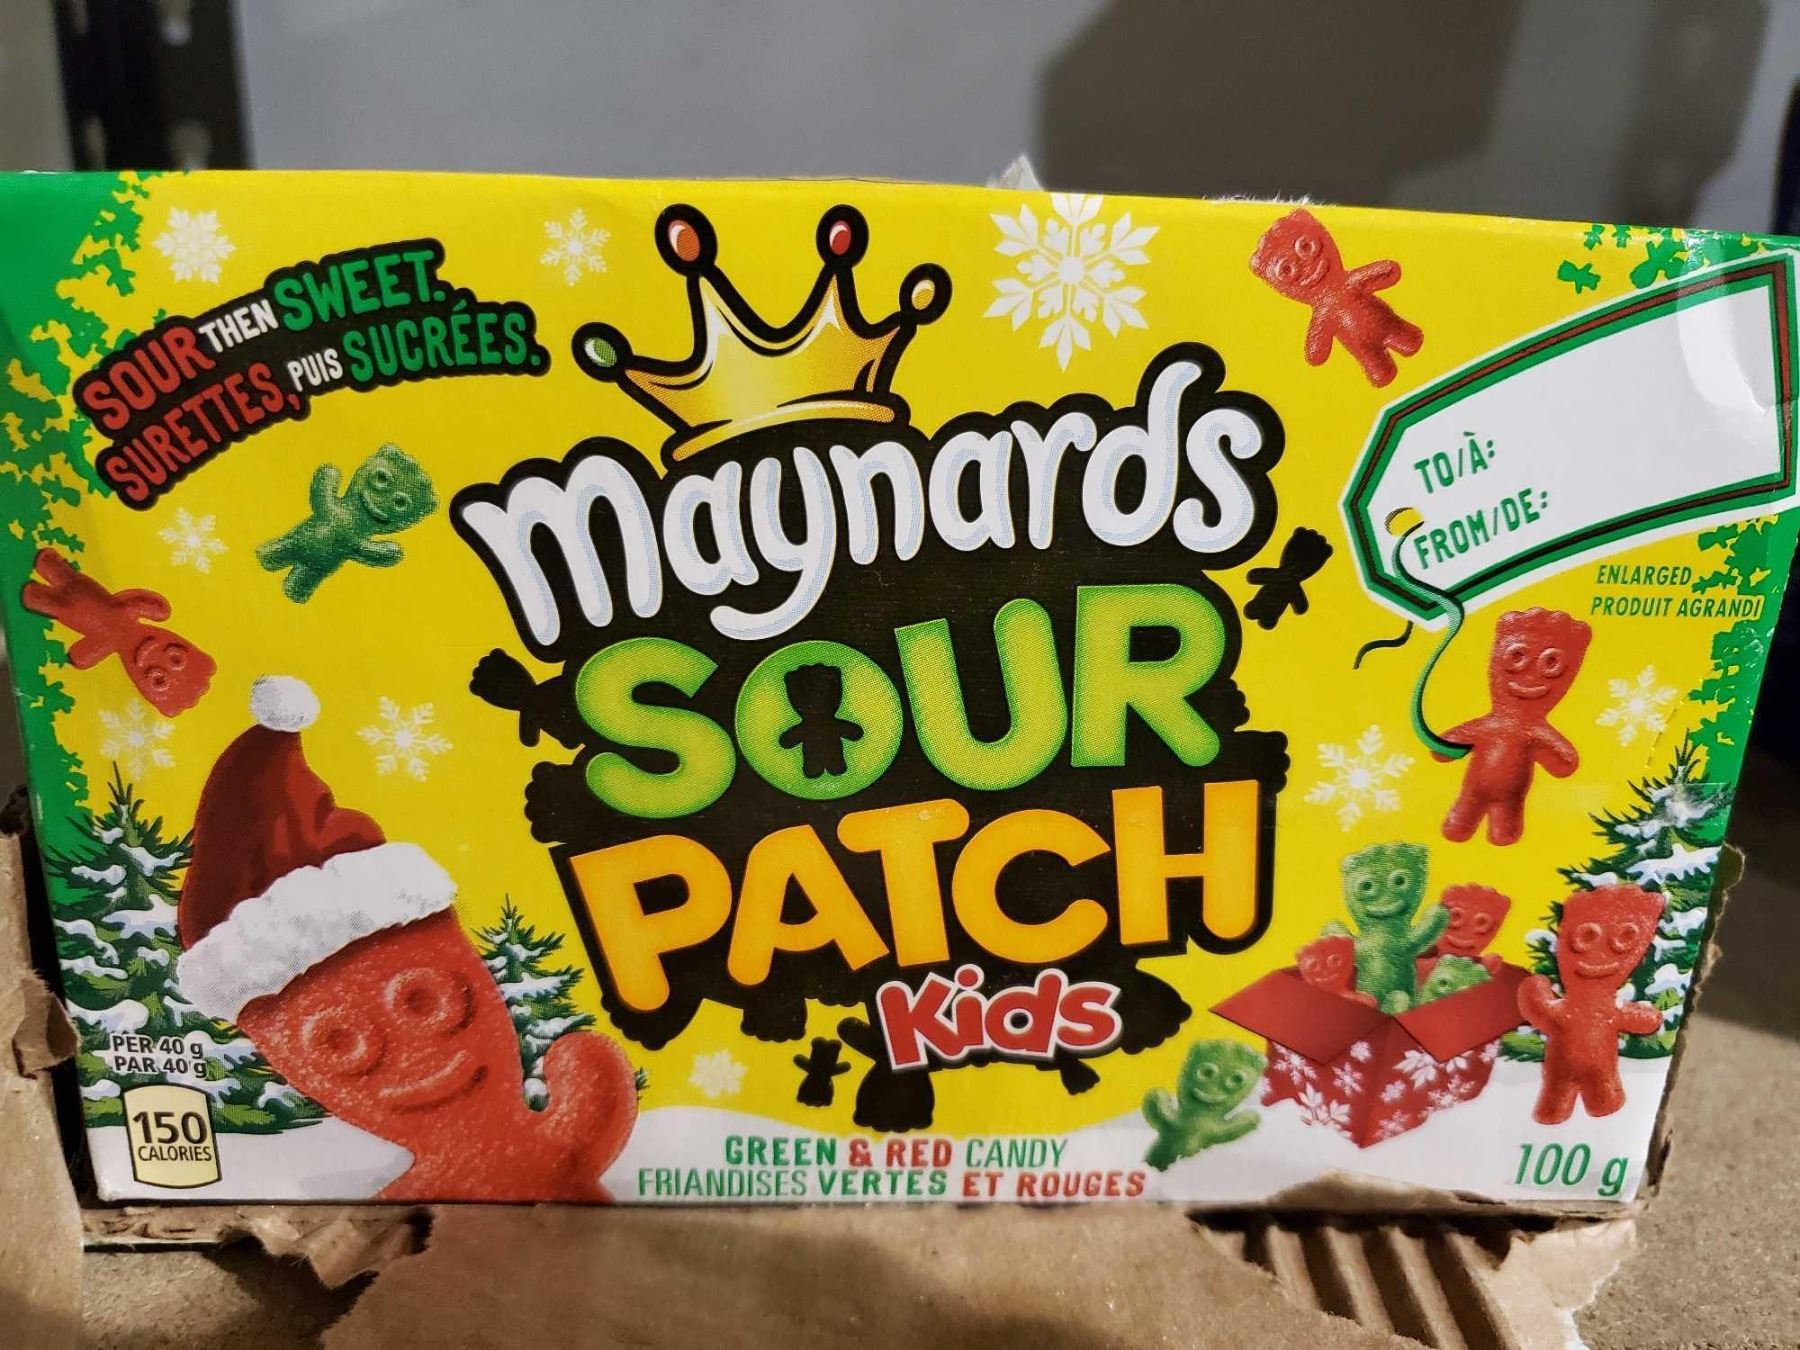 SOUR THEN SWEET.
SURETTES, PUIS SUCRÉES.
maynards
SOUR
PATCH
Kids
TO/À:
FROM/DE:
ENLARGED
PRODUIT AGRANDI
PER 40 g
PAR 40 g
150
CALORIES
GREEN & RED CANDY
FRIANDISES VERTES ET ROUGES
100 g